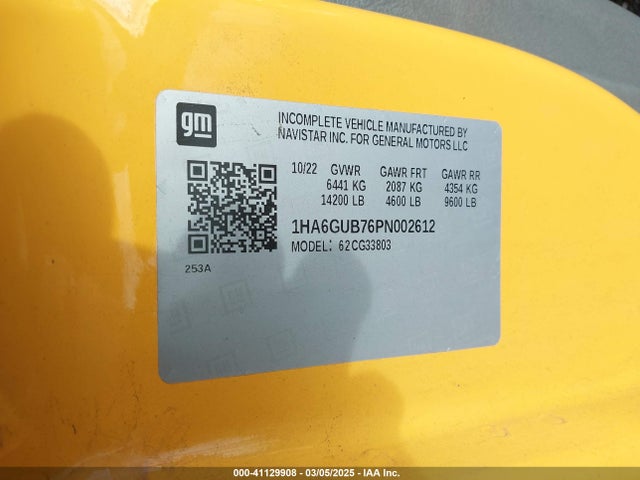 gm
INCOMPLETE VEHICLE MANUFACTURED BY
NAVISTAR INC. FOR GENERAL MOTORS LLC
10/22 GVWR GAWR FRT GAWR RR
6441 KG 2087 KG 4354 KG
14200 LB 4600 LB 9600 LB
1HA6GUB76PN002612
MODEL: 62CG33803
253A
000-41129908 - 03/05/2025 - IAA Inc.